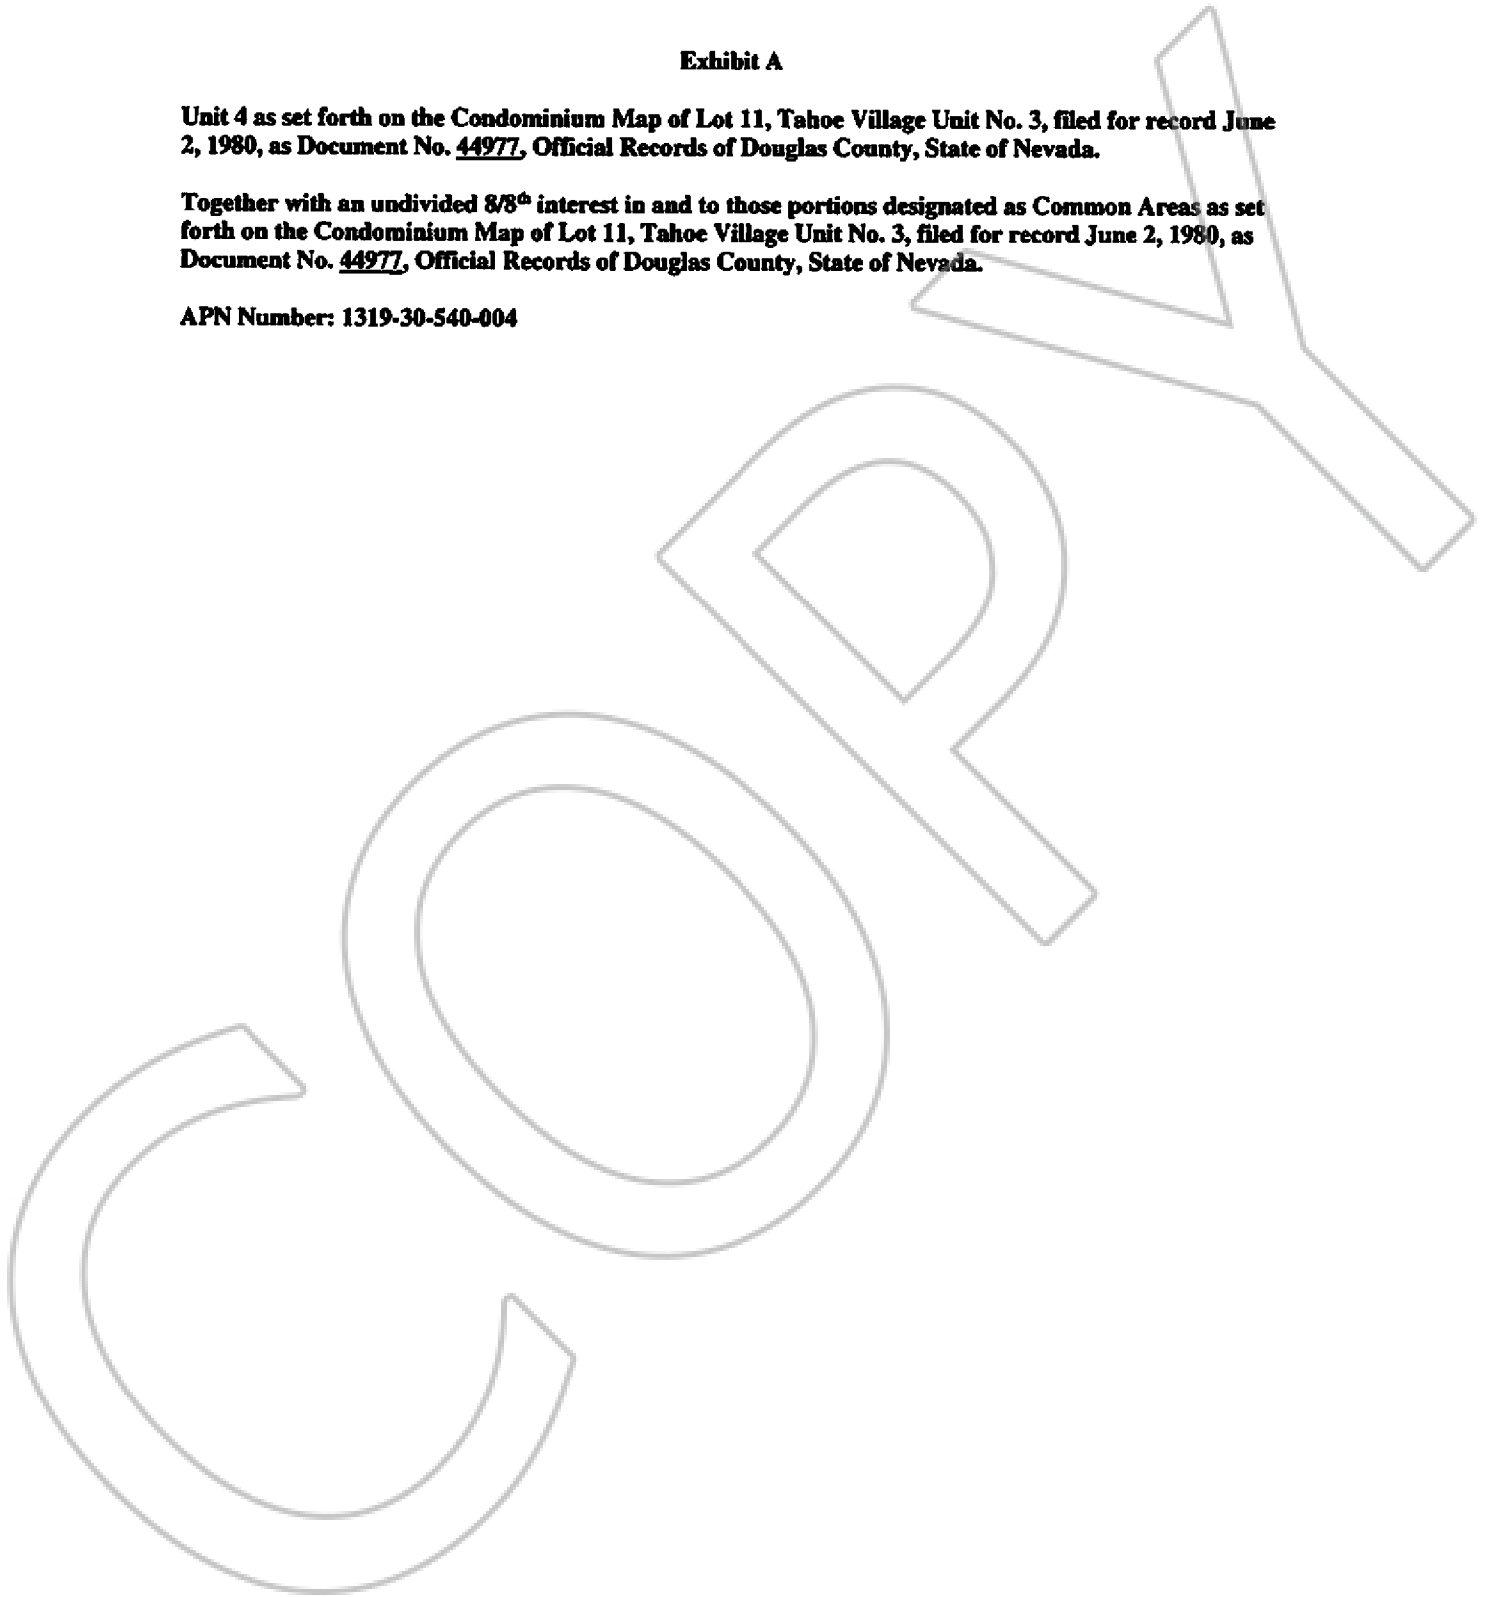 Exhibit A
Unit 4 as set forth on the Condominium Map of Lot 11, Tahoe Village Unit No. 3, filed for record June
2, 1980, as Document No. 44977, Official Records of Douglas County, State of Nevada.
Together with an undivided 8/8th interest in and to those portions designated as Common Areas as set
forth on the Condominium Map of Lot 11, Tahoe Village Unit No. 3, filed for record June 2, 1980, as
Document No. 44977, Official Records of Douglas County, State of Nevada.
APN Number: 1319-30-540-004
COPY